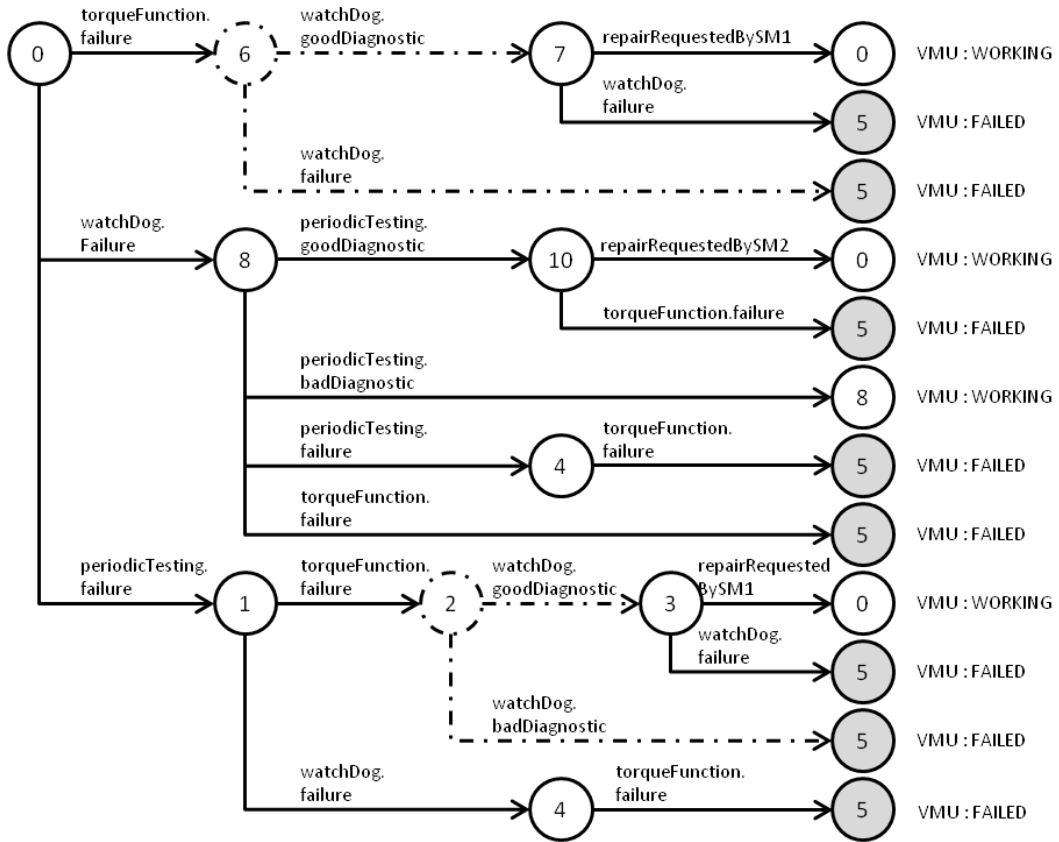 torqueFunction.
failure
watchDog.
goodDiagnostic
0
6
7
repairRequestedBySM1
0
VMU : WORKING
watchDog.
failure
5
VMU : FAILED
watchDog.
failure
5
VMU : FAILED
watchDog.
Failure
periodicTesting.
goodDiagnostic
8
10
repairRequestedBySM2
0
VMU : WORKING
torqueFunction.failure
5
VMU : FAILED
periodicTesting.
badDiagnostic
8
VMU : WORKING
periodicTesting.
failure
4
torqueFunction.
failure
5
VMU : FAILED
torqueFunction.
failure
5
VMU : FAILED
periodicTesting.
failure
1
torqueFunction.
failure
2
watchDog.
goodDiagnostic
3
repairRequested
BySM1
0
VMU : WORKING
watchDog.
failure
5
VMU : FAILED
watchDog.
badDiagnostic
5
VMU : FAILED
watchDog.
failure
4
torqueFunction.
failure
5
VMU : FAILED